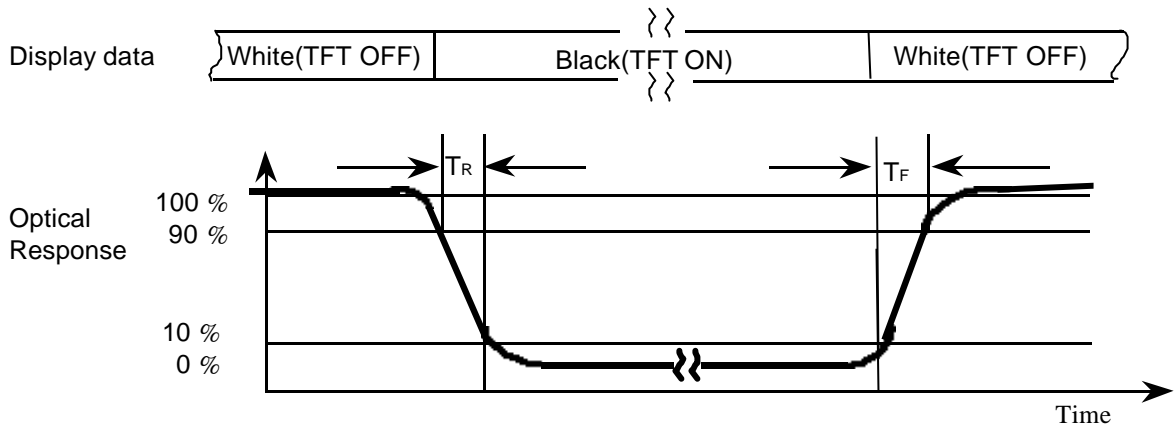 Display data White(TFT OFF) Black(TFT ON) White(TFT OFF)
TR TF
100 %
Optical
Response
90 %
10 %
0 %
Time